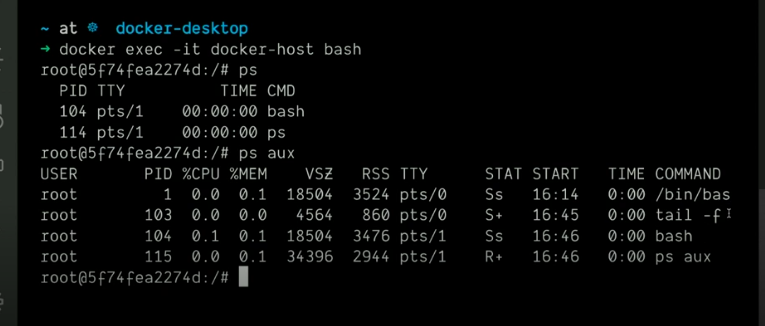 ~ at ☸ docker-desktop
→ docker exec -it docker-host bash
root@5f74fea2274d:/# ps
PID TTY TIME CMD
104 pts/1 00:00:00 bash
114 pts/1 00:00:00 ps
root@5f74fea2274d:/# ps aux
USER PID %CPU %MEM VSZ RSS TTY STAT START TIME COMMAND
root 1 0.0 0.1 18504 3524 pts/0 Ss 16:14 0:00 /bin/bas
root 103 0.0 0.0 4564 860 pts/0 S+ 16:45 0:00 tail -f
root 104 0.1 0.1 18504 3476 pts/1 Ss 16:46 0:00 bash
root 115 0.0 0.1 34396 2944 pts/1 R+ 16:46 0:00 ps aux
root@5f74fea2274d:/#